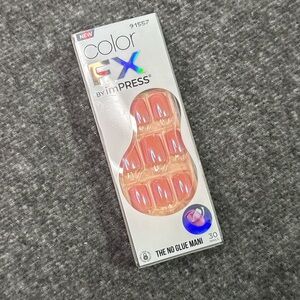 NEW
91557
color
FX
BY imPRESS®
THE NO GLUE MANI
30